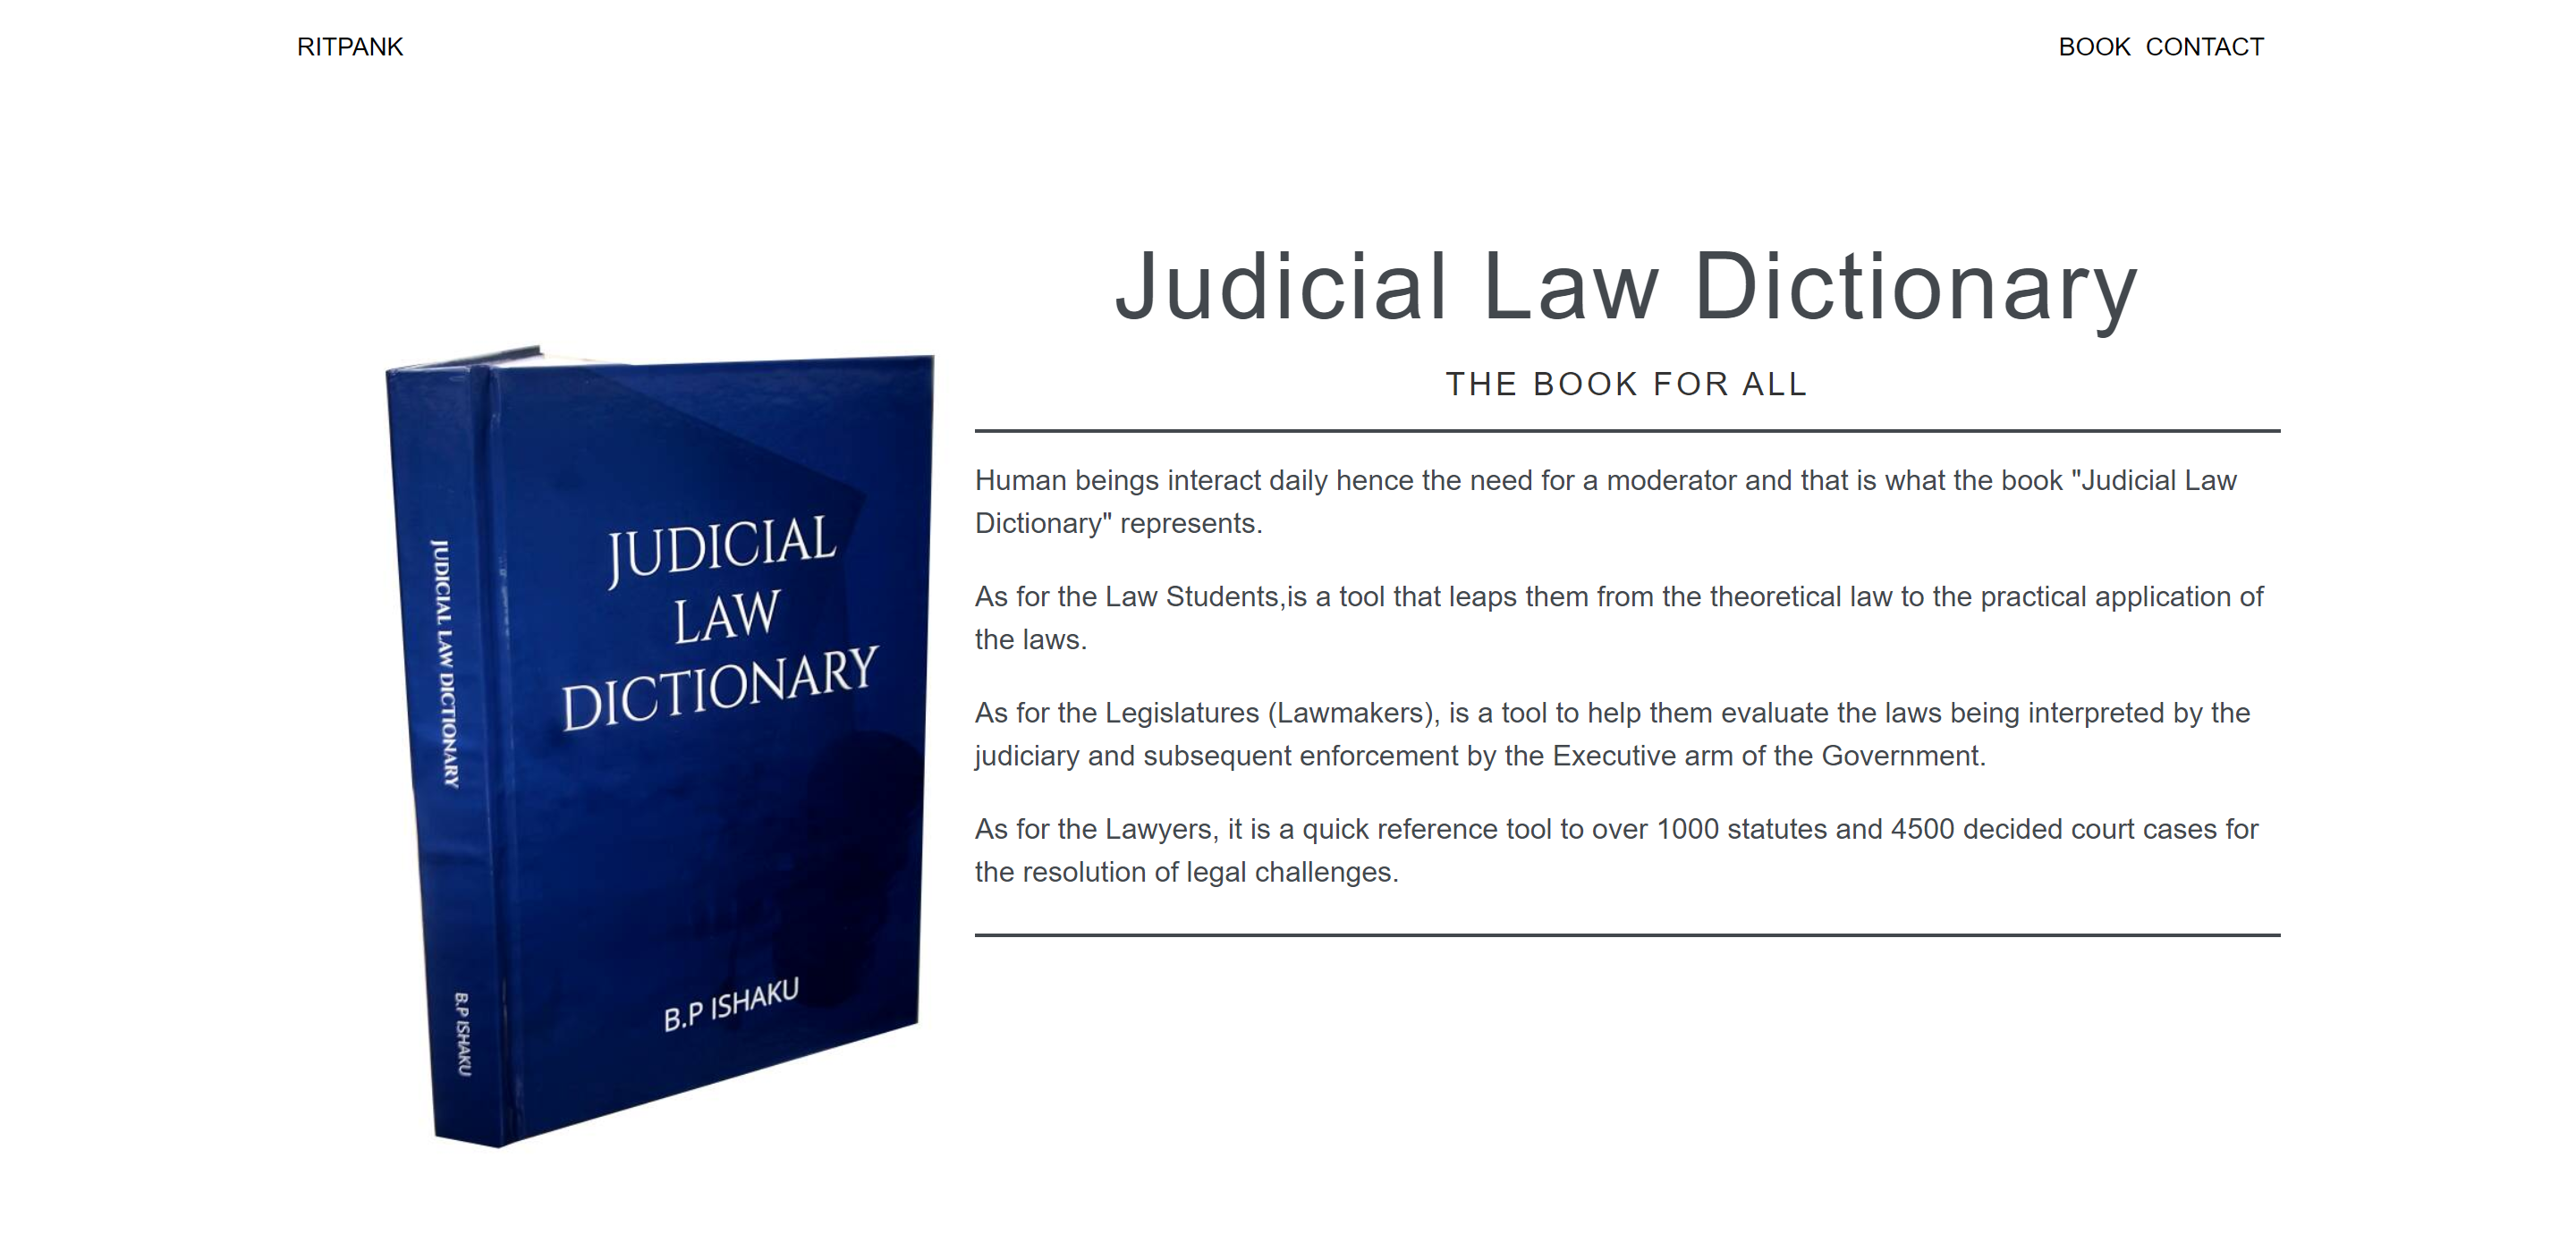 RITPANK
BOOK CONTACT
Judicial Law Dictionary
THE BOOK FOR ALL
Human beings interact daily hence the need for a moderator and that is what the book "Judicial Law
Dictionary" represents.
As for the Law Students,is a tool that leaps them from the theoretical law to the practical application of
the laws.
As for the Legislatures (Lawmakers), is a tool to help them evaluate the laws being interpreted by the
judiciary and subsequent enforcement by the Executive arm of the Government.
As for the Lawyers, it is a quick reference tool to over 1000 statutes and 4500 decided court cases for
the resolution of legal challenges.
JUDICIAL LAW DICTIONARY
B.P ISHAKU
JUDICIAL
LAW
DICTIONARY
B.P ISHAKU